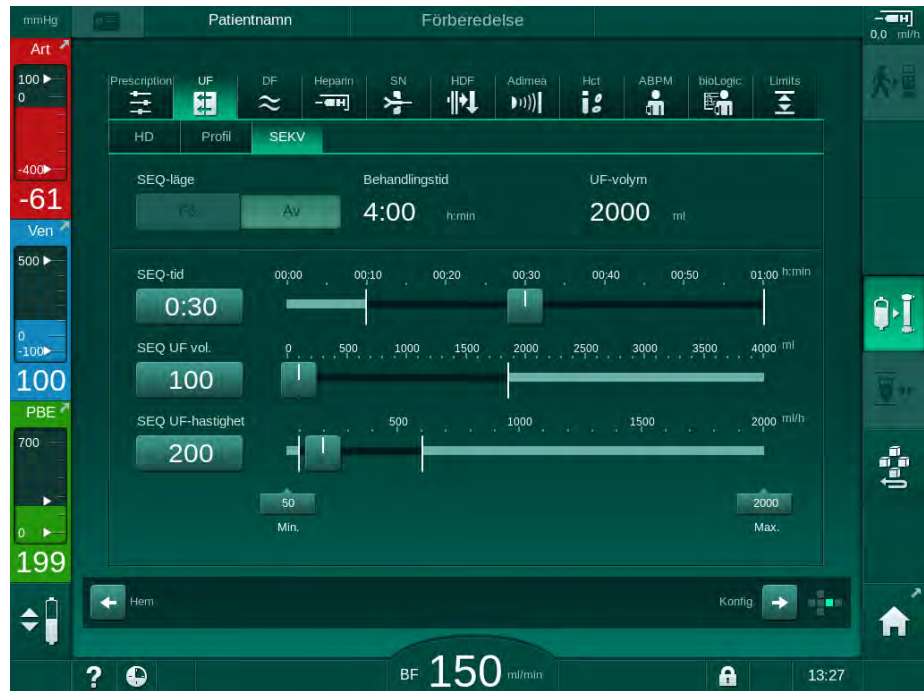 mmHg Patientnamn Förberedelse 0,0 ml/h
Art
100
0
-400
-61
Ven
500
0
-100
100
PBE
700
0
199
Prescription UF DF Heparin SN HDF Adimea Hct ABPM bioLogic Limits
HD Profil SEKV
SEQ-läge Behandlingstid UF-volym
Av 4:00 h:min 2000 ml
SEQ-tid 00:00 00:10 00:20 00:30 00:40 00:50 01:00 h:min
0:30
SEQ UF vol. 0 500 1000 1500 2000 2500 3000 3500 4000 ml
100
SEQ UF-hastighet 500 1000 1500 2000 ml/h
200
50 2000
Min. Max.
Hem Konfig.
? BF 150 ml/min 13:27